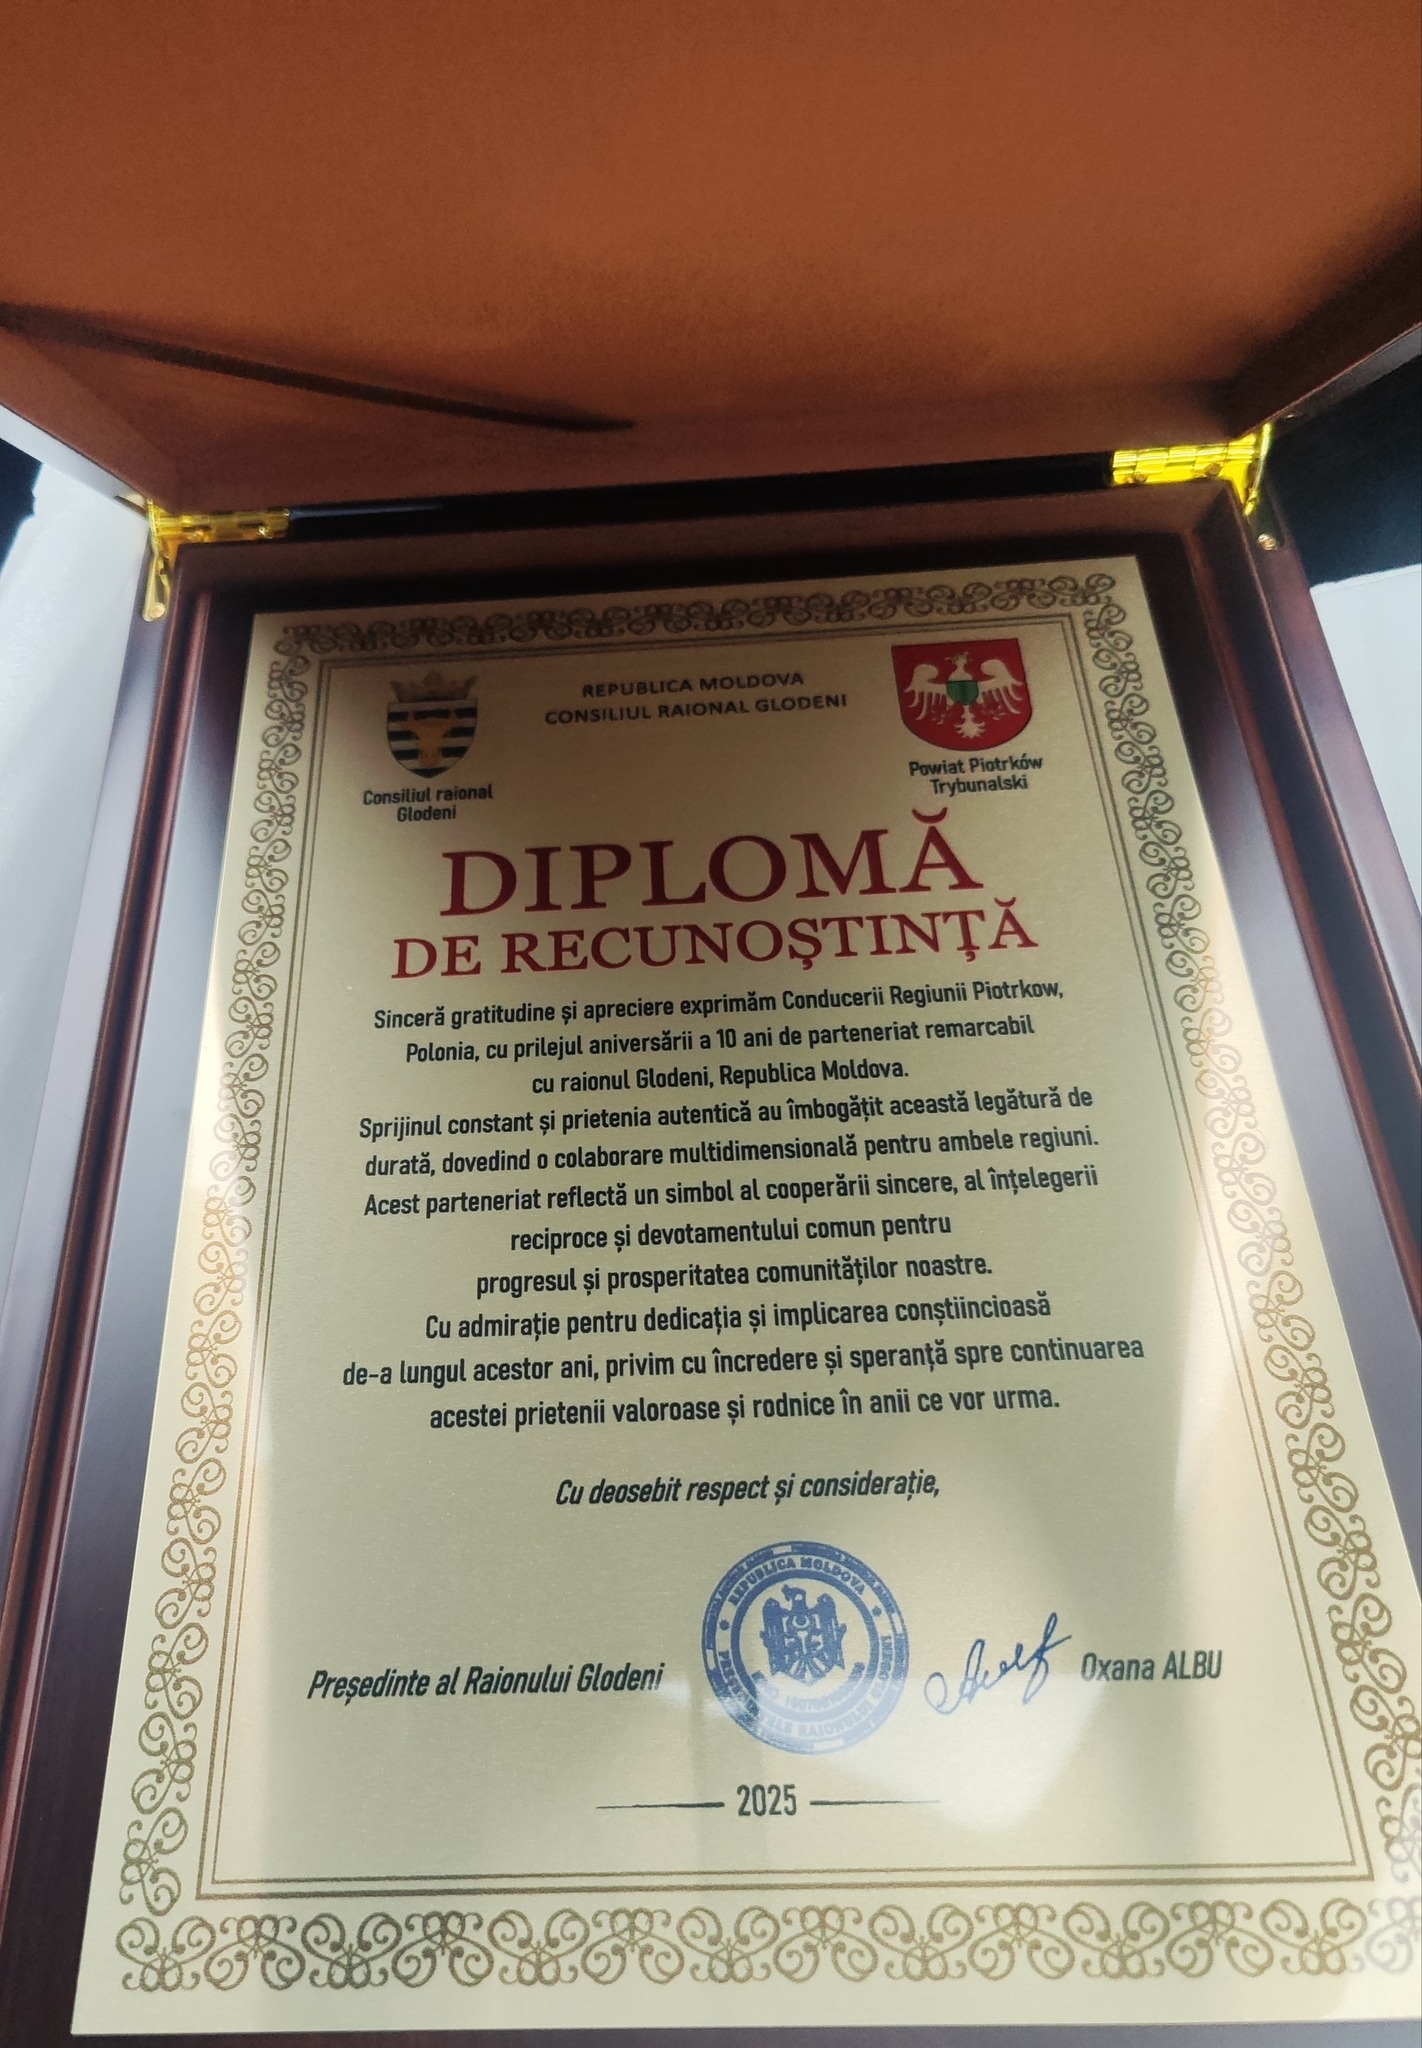 REPUBLICA MOLDOVA
CONSILIUL RAIONAL GLODENI
Consiliul raional
Glodeni
Powiat Piotrków
Trybunalski
DIPLOMĂ
DE RECUNOȘTINȚĂ
Sinceră gratitudine și apreciere exprimăm Conducerii Regiunii Piotrkow,
Polonia, cu prilejul aniversării a 10 ani de parteneriat remarcabil
cu raionul Glodeni, Republica Moldova.
Sprijinul constant și prietenia autentică au îmbogățit această legătură de
durată, dovedind o colaborare multidimensională pentru ambele regiuni.
Acest parteneriat reflectă un simbol al cooperării sincere, al înțelegerii
reciproce și devotamentului comun pentru
progresul și prosperitatea comunităților noastre.
Cu admirație pentru dedicația și implicarea conștiincioasă
de-a lungul acestor ani, privim cu încredere și speranță spre continuarea
acestei prietenii valoroase și rodnice în anii ce vor urma.
Cu deosebit respect și considerație,
REPUBLICA MOLDOVA
Președinte al Raionului Glodeni
Oxana ALBU
2025